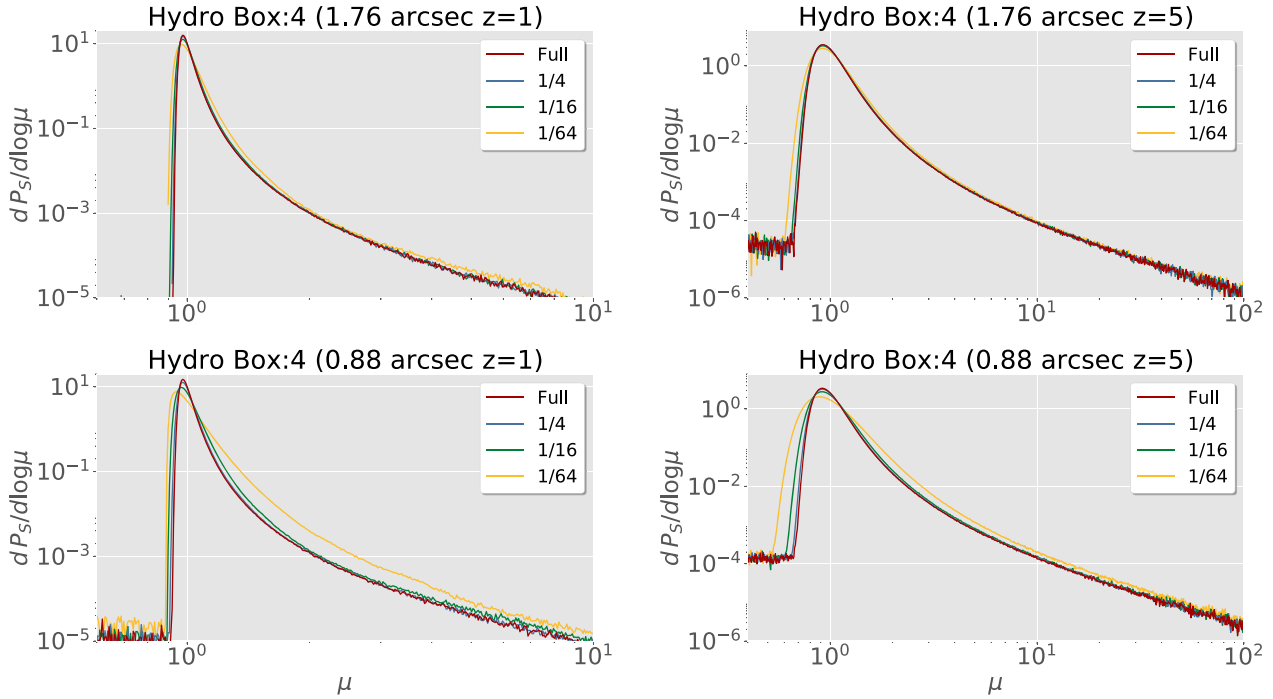 Hydro Box:4 (1.76 arcsec z=1)
dP_S/dlogμ
10^1
10^-1
10^-3
10^-5
10^0
10^1
Full
1/4
1/16
1/64
Hydro Box:4 (1.76 arcsec z=5)
dP_S/dlogμ
10^0
10^-2
10^-4
10^-6
10^0
10^1
10^2
Full
1/4
1/16
1/64
Hydro Box:4 (0.88 arcsec z=1)
dP_S/dlogμ
10^1
10^-1
10^-3
10^-5
10^0
10^1
μ
Full
1/4
1/16
1/64
Hydro Box:4 (0.88 arcsec z=5)
dP_S/dlogμ
10^0
10^-2
10^-4
10^-6
10^0
10^1
10^2
μ
Full
1/4
1/16
1/64